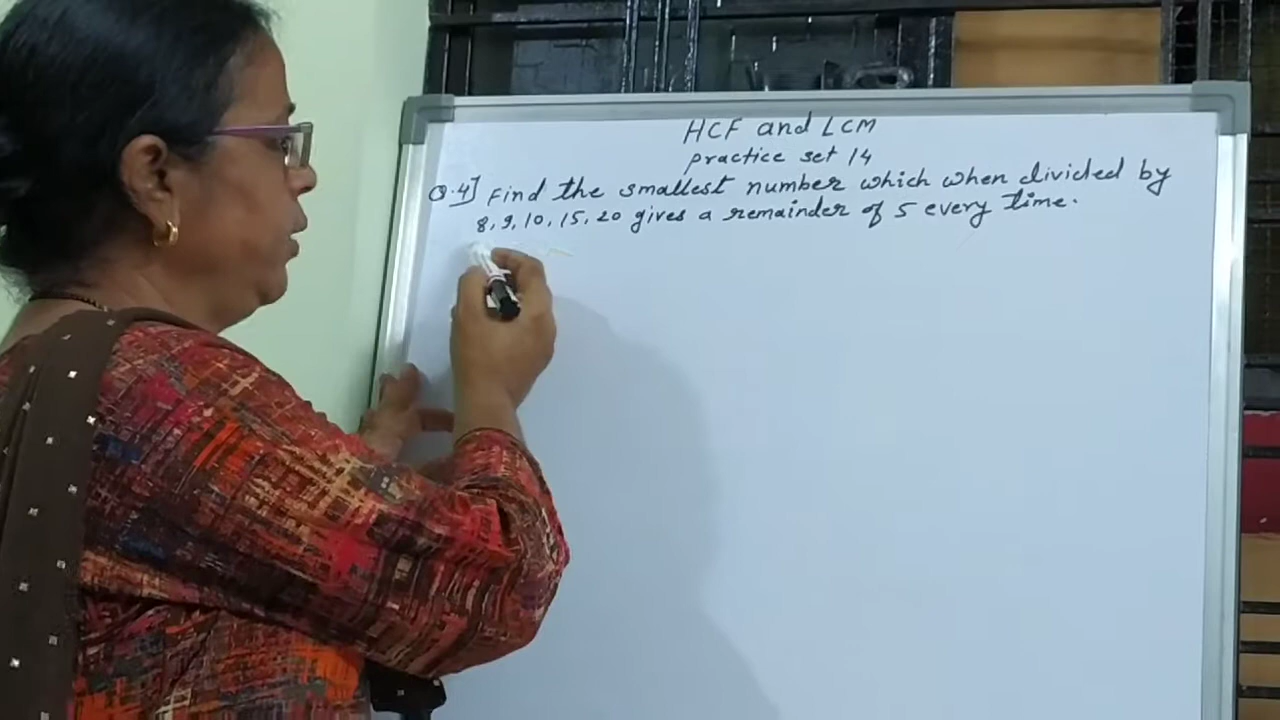 HCF and LCM
practice set 14
Q.4] Find the smallest number which when divided by
8, 9, 10, 15, 20 gives a remainder of 5 every time.